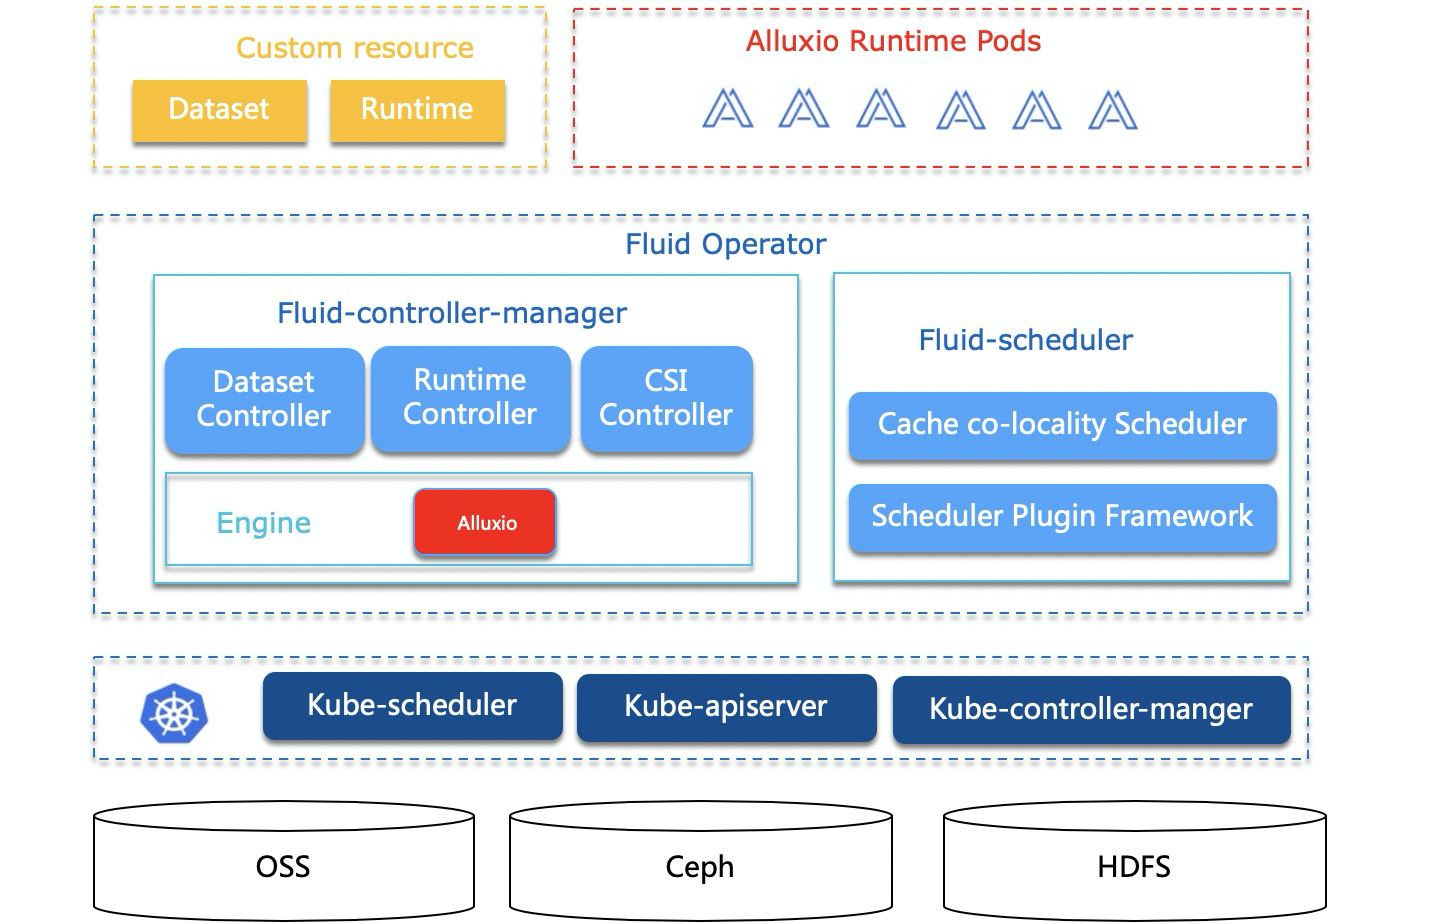 Custom resource
Dataset
Runtime
Alluxio Runtime Pods
Fluid Operator
Fluid-controller-manager
Dataset
Controller
Runtime
Controller
CSI
Controller
Engine
Alluxio
Fluid-scheduler
Cache co-locality Scheduler
Scheduler Plugin Framework
Kube-scheduler
Kube-apiserver
Kube-controller-manger
OSS
Ceph
HDFS